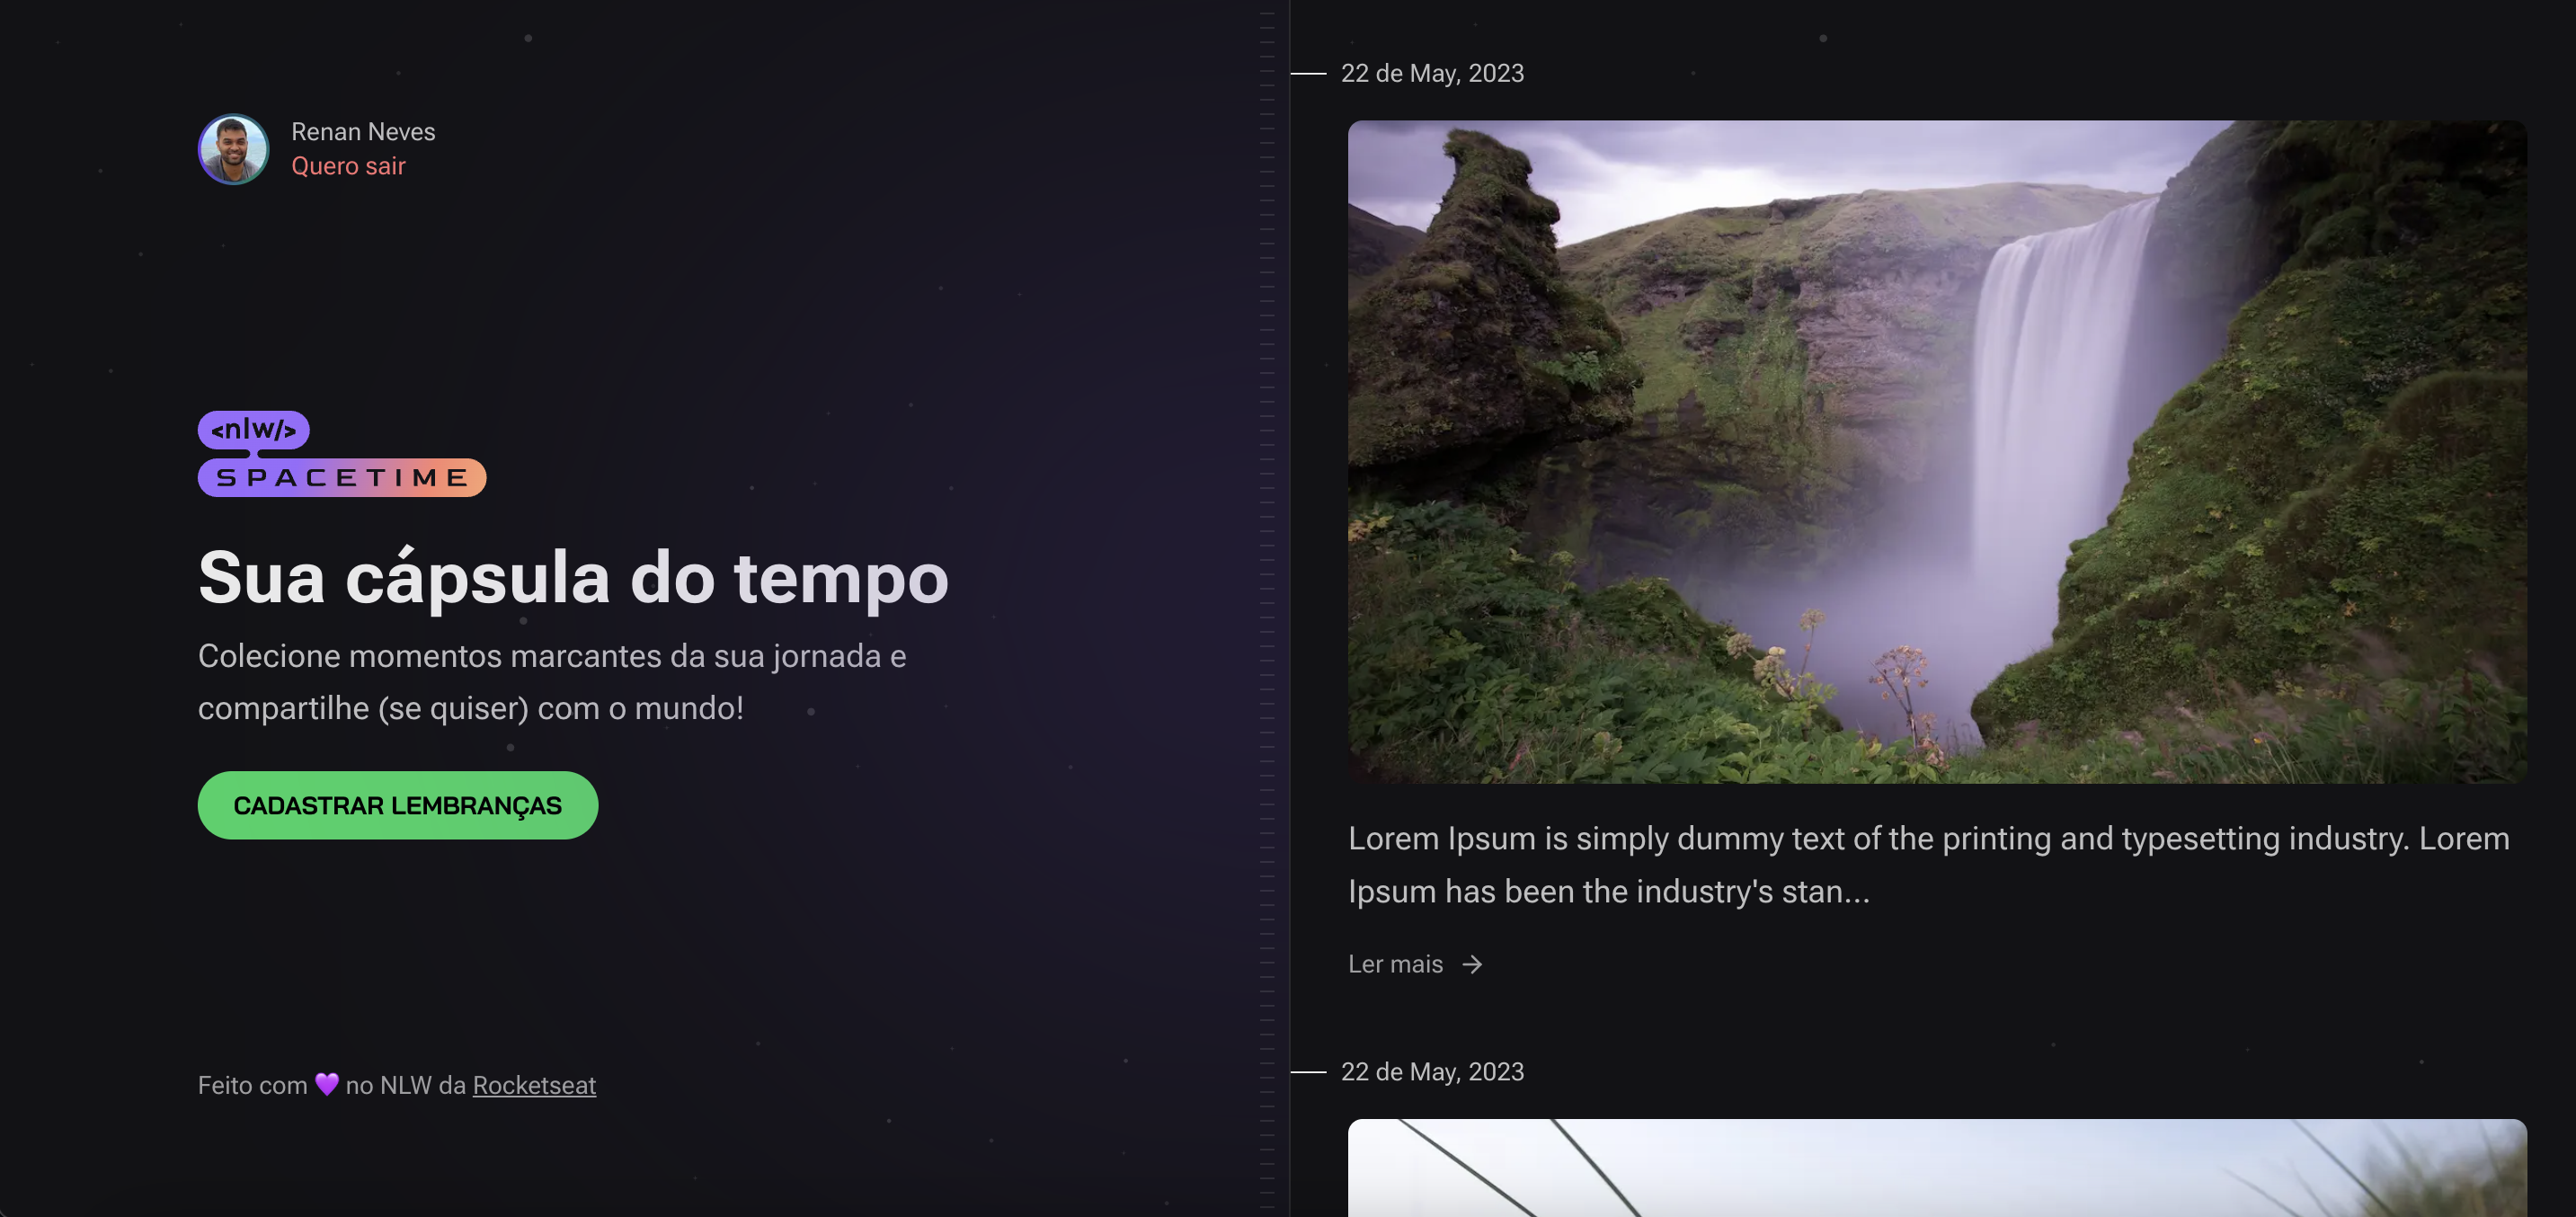 Renan Neves
Quero sair
<nlw/>
SPACETIME
Sua cápsula do tempo
Colecione momentos marcantes da sua jornada e
compartilhe (se quiser) com o mundo!
CADASTRAR LEMBRANÇAS
Feito com 💜 no NLW da Rocketseat
22 de May, 2023
Lorem Ipsum is simply dummy text of the printing and typesetting industry. Lorem
Ipsum has been the industry's stan...
Ler mais →
22 de May, 2023